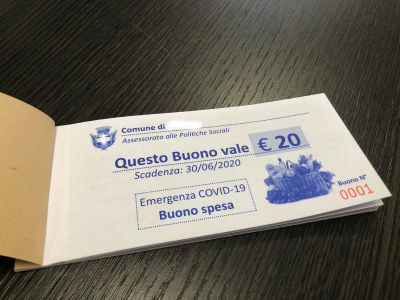 Comune di
Assessorato alle Politiche Sociali
Questo Buono vale € 20
Scadenza: 30/06/2020
Emergenza COVID-19
Buono spesa
Buono N°
0001